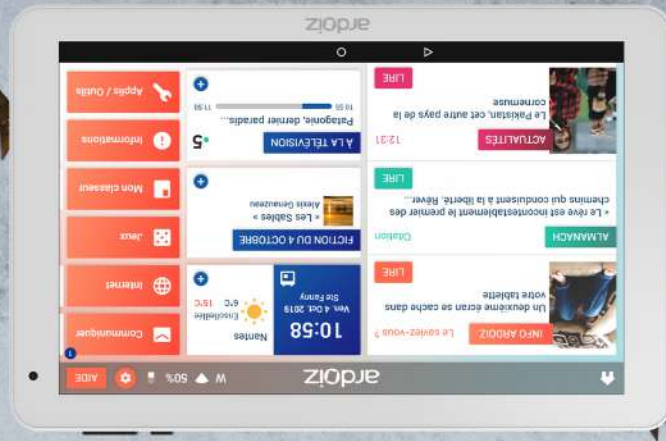 ardoiz
W 50% AIDE
INFO ARDOIZ Le saviez-vous ?
Un deuxième écran se cache dans
votre tablette
LIRE
ALMANACH Citation
« Le rêve est incontestablement le premier des
chemins qui conduisent à la liberté. Rêver...
LIRE
ACTUALITÉS 12:31
Le Pakistan, cet autre pays de la
cornemuse
LIRE
10:58
Ven. 4 Oct. 2019
Ste Fanny
Nantes
Ensoleillée
6°C 15°C
FICTION DU 4 OCTOBRE
« Les Sables »
Alexis Genauzeau
À LA TÉLÉVISION 5
Patagonie, dernier paradis...
10:55 11:50
1
Communiquer
Internet
Jeux
Mon classeur
Informations
Applis / Outils
ardoiz